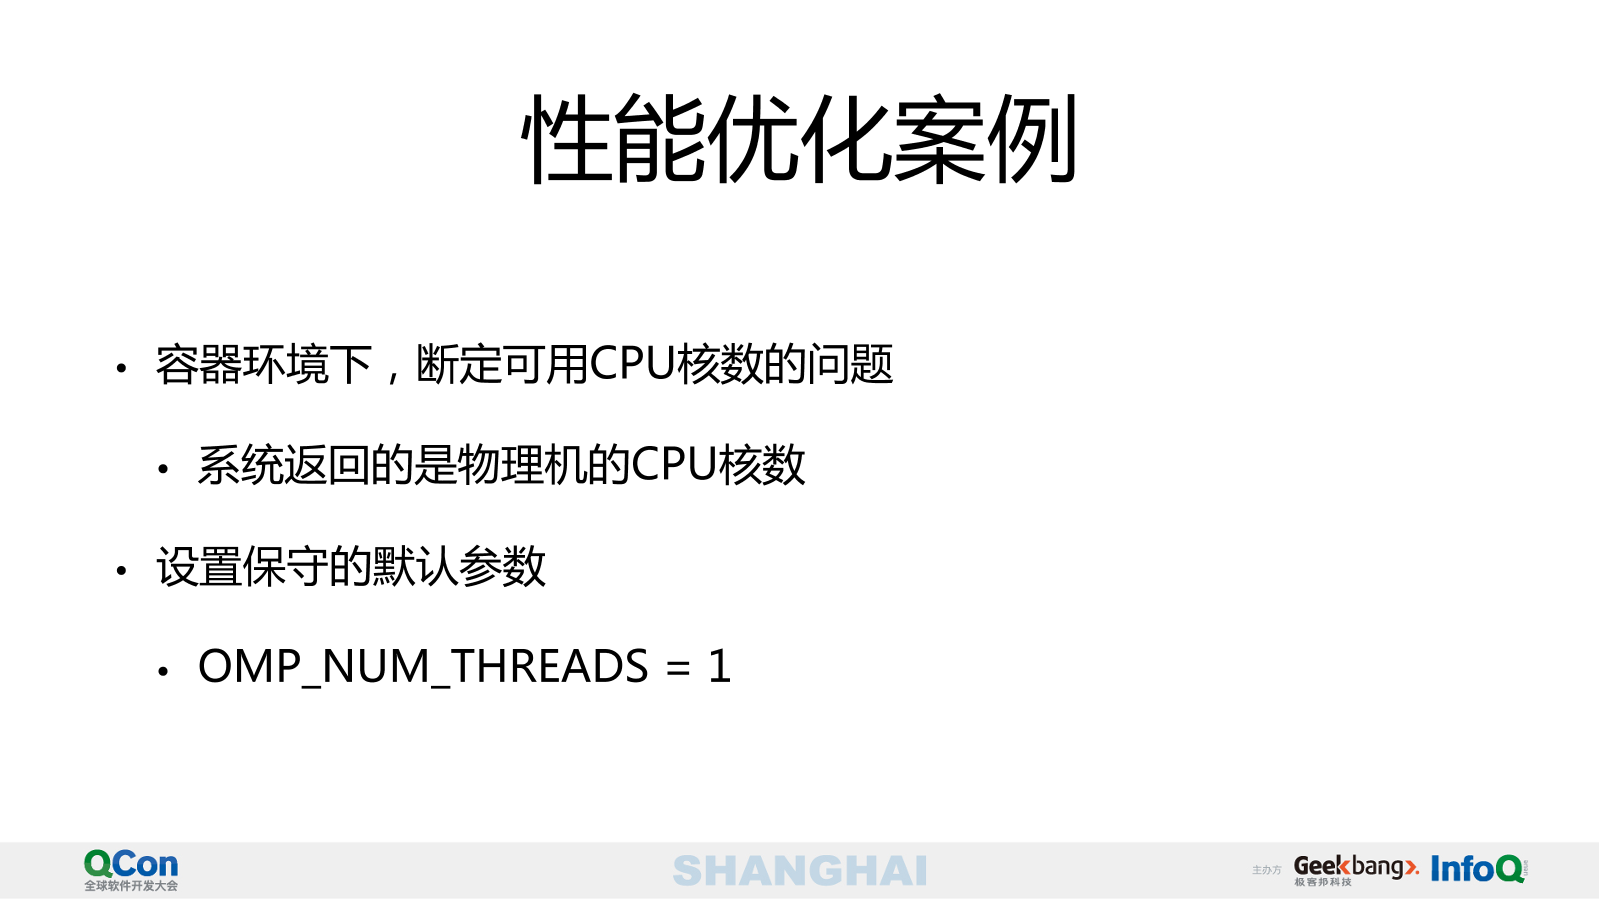 性能优化案例
• 容器环境下，断定可用CPU核数的问题
• 系统返回的是物理机的CPU核数
• 设置保守的默认参数
• OMP_NUM_THREADS = 1
QCon
全球软件开发大会
SHANGHAI
主办方
Geekbang>.
极客邦科技
InfoQ